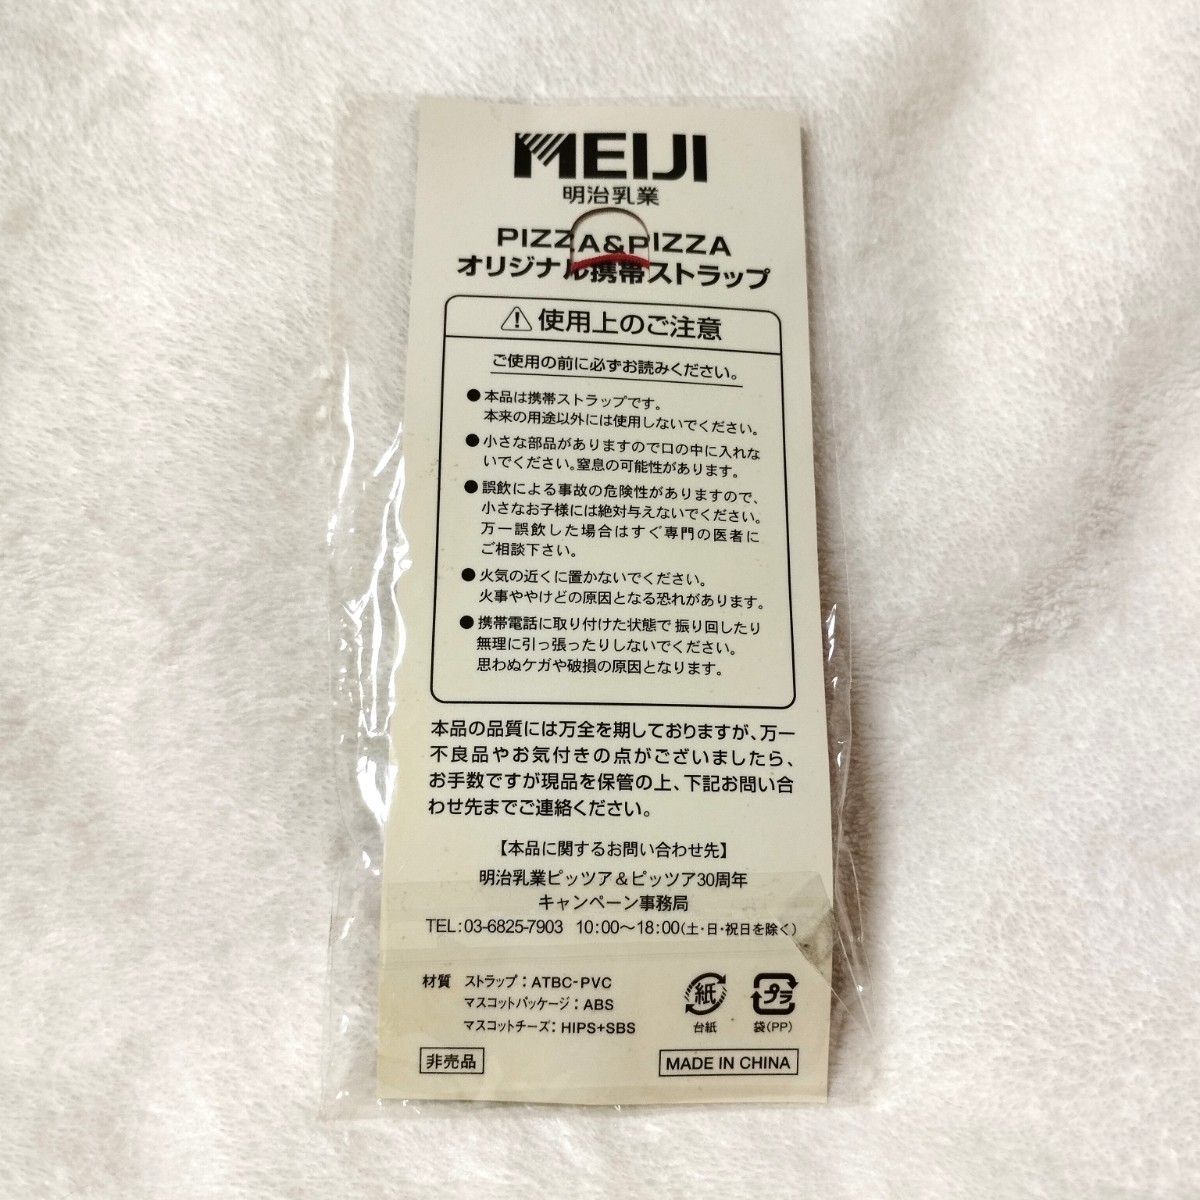 MEIJI
明治乳業
PIZZA&PIZZA
オリジナル携帯ストラップ
使用上のご注意
ご使用の前に必ずお読みください。
●本品は携帯ストラップです。
本来の用途以外には使用しないでください。
●小さな部品がありますので口の中に入れな
いでください。窒息の可能性があります。
●誤飲による事故の危険性がありますので、
小さなお子様には絶対与えないでください。
万一誤飲した場合はすぐ専門の医者に
ご相談下さい。
●火気の近くに置かないでください。
火事ややけどの原因となる恐れがあります。
●携帯電話に取り付けた状態で振り回したり
無理に引っ張ったりしないでください。
思わぬケガや破損の原因となります。
本品の品質には万全を期しておりますが、万一
不良品やお気付きの点がございましたら、
お手数ですが現品を保管の上、下記お問い合
わせ先までご連絡ください。
【本品に関するお問い合わせ先】
明治乳業ピッツア&ピッツア30周年
キャンペーン事務局
TEL:03-6825-7903 10:00~18:00(土・日・祝日を除く)
材質 ストラップ:ATBC-PVC
マスコットパッケージ:ABS
マスコットチーズ:HIPS+SBS
紙
台紙
プラ
袋(PP)
非売品
MADE IN CHINA